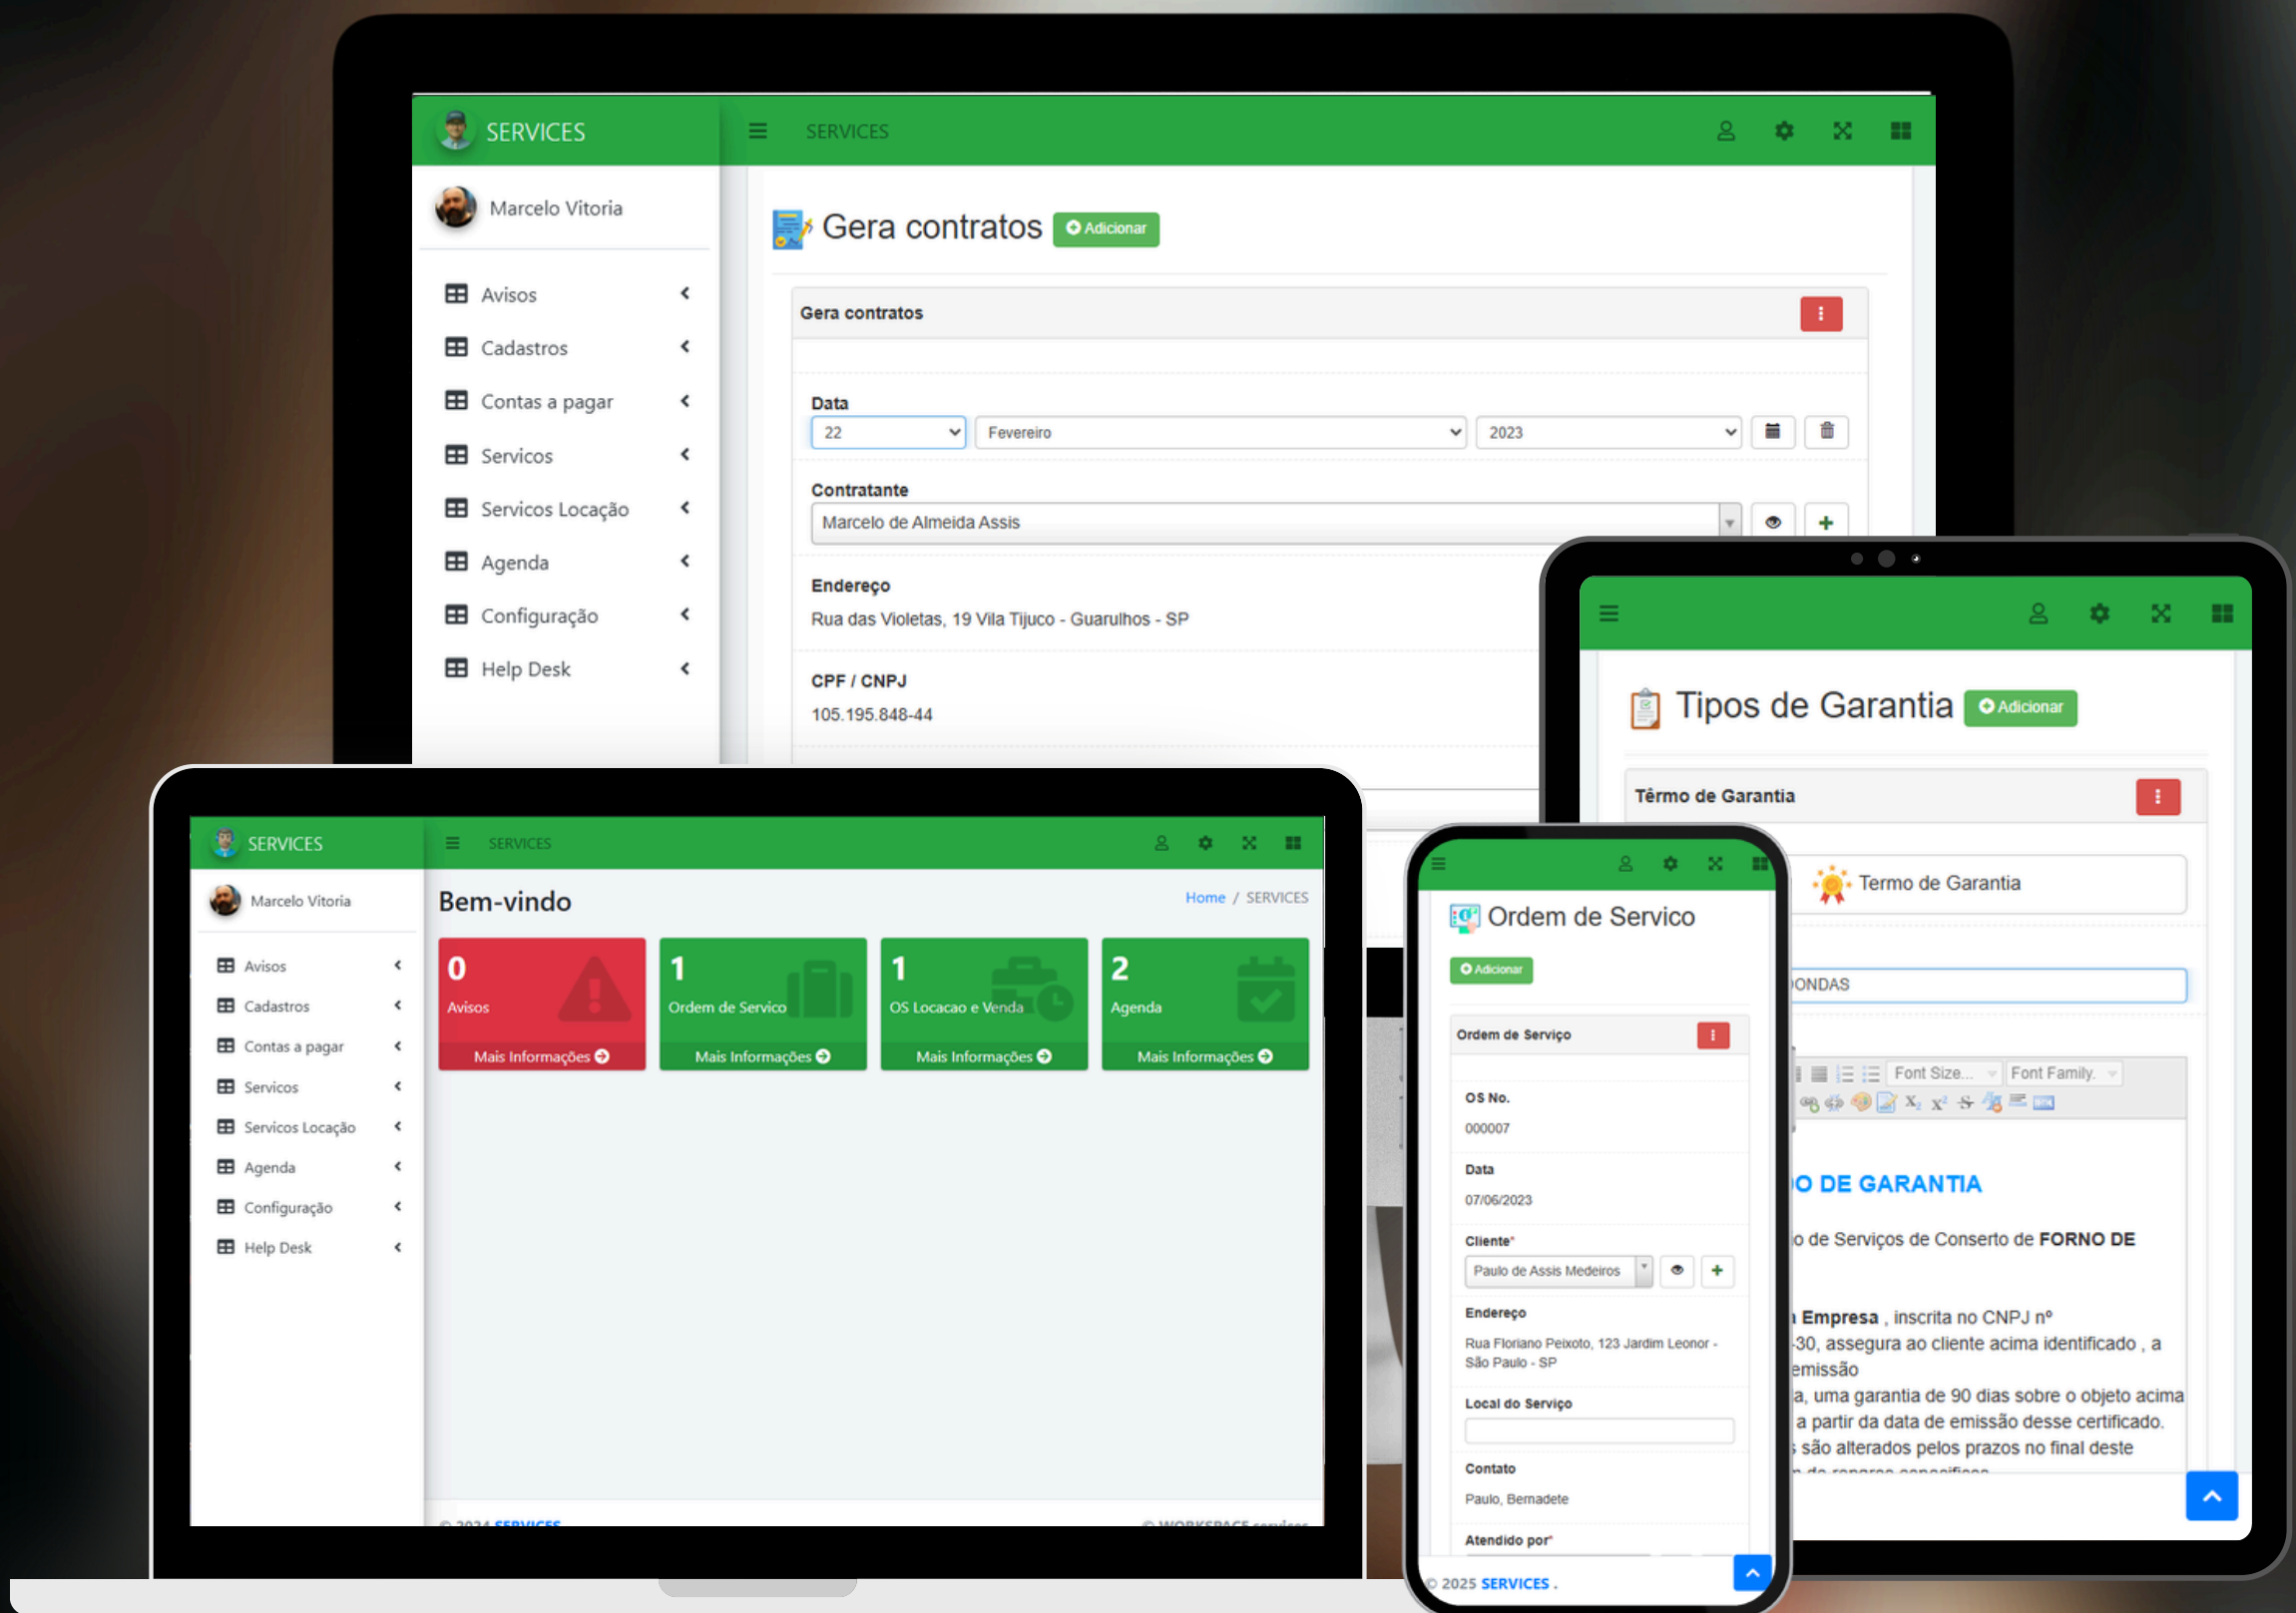 SERVICES
SERVICES
Marcelo Vitoria
Avisos
Cadastros
Contas a pagar
Servicos
Servicos Locação
Agenda
Configuração
Help Desk
Gera contratos
Adicionar
Gera contratos
Data
22
Fevereiro
2023
Contratante
Marcelo de Almeida Assis
Endereço
Rua das Violetas, 19 Vila Tijuco - Guarulhos - SP
CPF / CNPJ
105.195.848-44
Tipos de Garantia
Adicionar
Têrmo de Garantia
Termo de Garantia
ONDAS
Font Size...
Font Family.
O DE GARANTIA
o de Serviços de Conserto de FORNO DE
Empresa , inscrita no CNPJ nº
-30, assegura ao cliente acima identificado , a
emissão
a, uma garantia de 90 dias sobre o objeto acima
a partir da data de emissão desse certificado.
são alterados pelos prazos no final deste
SERVICES
SERVICES
Marcelo Vitoria
Avisos
Cadastros
Contas a pagar
Servicos
Servicos Locação
Agenda
Configuração
Help Desk
Bem-vindo
Home / SERVICES
0
Avisos
Mais Informações
1
Ordem de Servico
Mais Informações
1
OS Locacao e Venda
Mais Informações
2
Agenda
Mais Informações
© 2024 SERVICES
© WORKSPACE services
Ordem de Servico
Adicionar
Ordem de Serviço
OS No.
000007
Data
07/06/2023
Cliente*
Paulo de Assis Medeiros
Endereço
Rua Floriano Peixoto, 123 Jardim Leonor -
São Paulo - SP
Local do Serviço
Contato
Paulo, Bernadete
Atendido por*
© 2025 SERVICES .